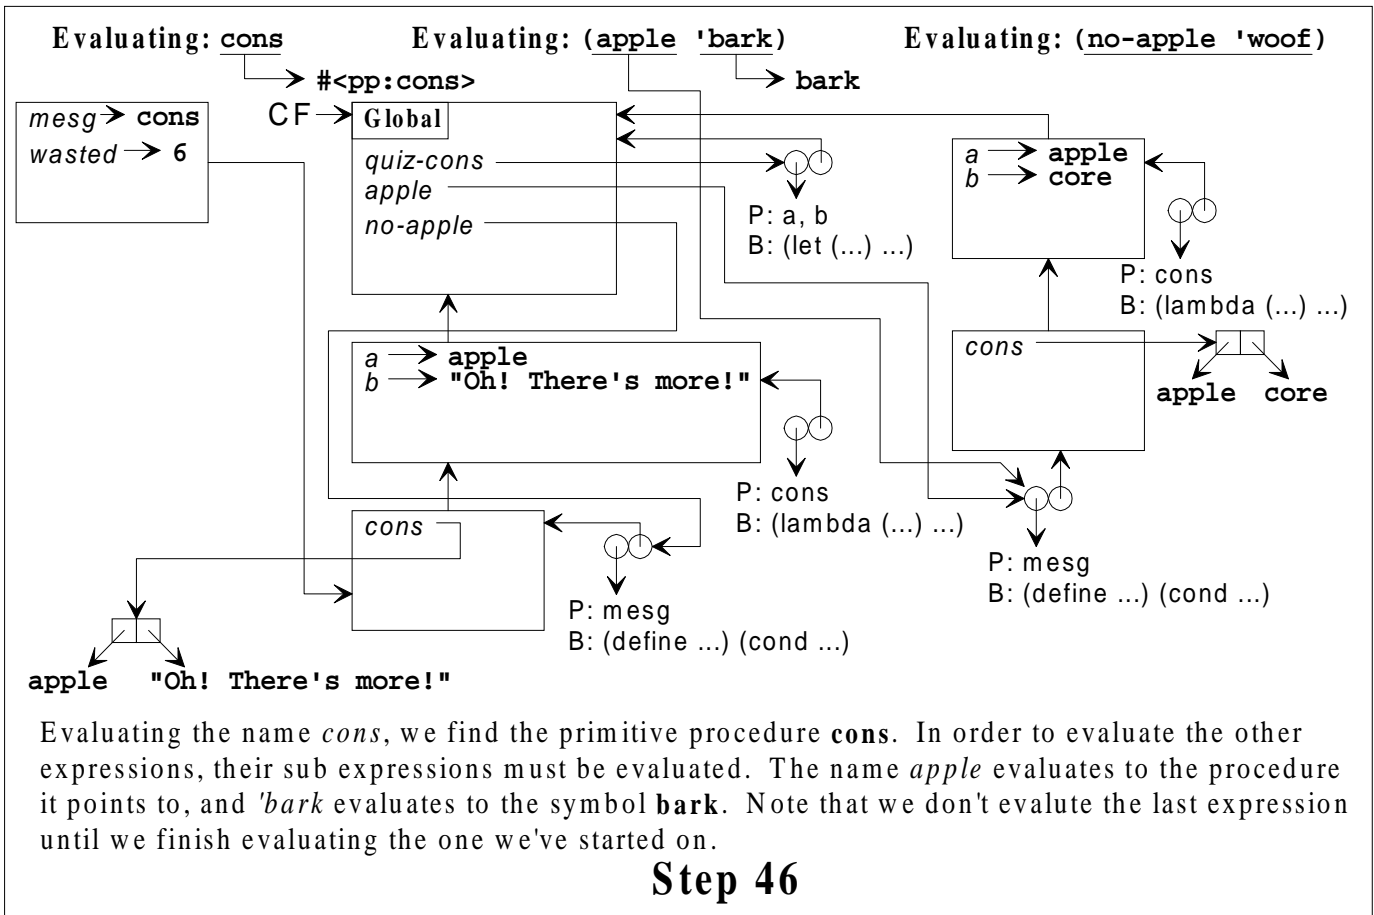 Evaluating: cons
Evaluating: (apple 'bark)
Evaluating: (no-apple 'woof)
#<pp:cons>
bark
mesg cons
wasted 6
CF
Global
quiz-cons
apple
no-apple
P: a, b
B: (let (...) ...)
a apple
b core
P: cons
B: (lambda (...) ...)
a apple
b "Oh! There's more!"
P: cons
B: (lambda (...) ...)
cons
apple core
cons
P: mesg
B: (define ...) (cond ...)
P: mesg
B: (define ...) (cond ...)
apple "Oh! There's more!"
Evaluating the name cons, we find the primitive procedure cons. In order to evaluate the other
expressions, their sub expressions must be evaluated. The name apple evaluates to the procedure
it points to, and 'bark evaluates to the symbol bark. Note that we don't evalute the last expression
until we finish evaluating the one we've started on.
Step 46